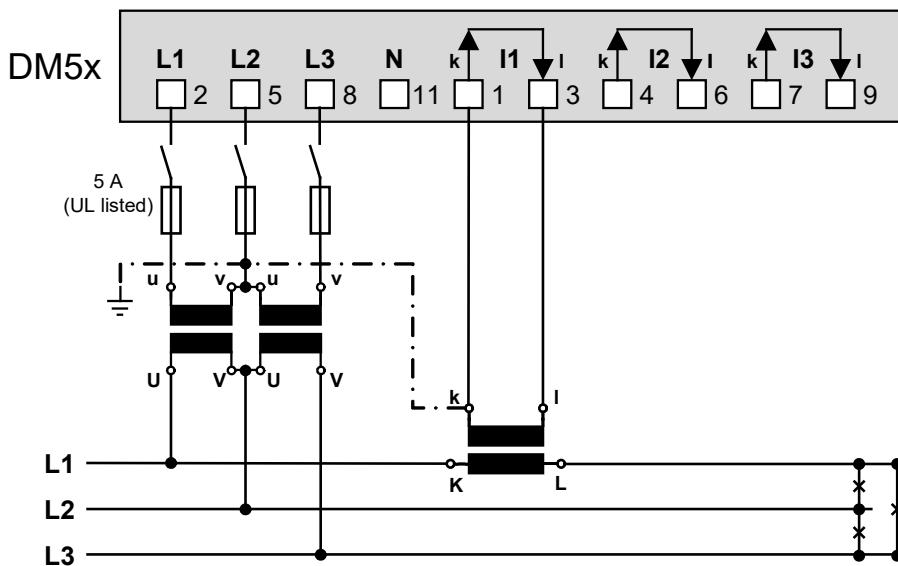 DM5x
L1 L2 L3 N k I1 l k I2 l k I3 l
2 5 8 11 1 3 4 6 7 9
5 A
(UL listed)
u v u v
U V U V
k l
K L
L1
L2
L3